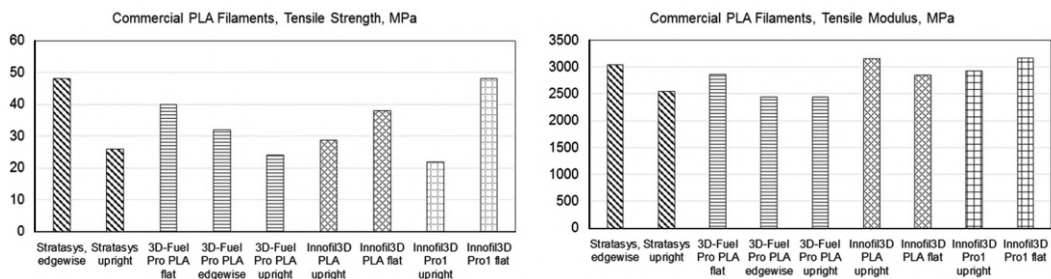 Commercial PLA Filaments, Tensile Strength, MPa
60
50
40
30
20
10
0
Stratasys, edgewise
Stratasys upright
3D-Fuel Pro PLA flat
3D-Fuel Pro PLA edgewise
3D-Fuel Pro PLA upright
Innofil3D PLA upright
Innofil3D PLA flat
Innofil3D Pro1 upright
Innofil3D Pro1 flat
Commercial PLA Filaments, Tensile Modulus, MPa
3500
3000
2500
2000
1500
1000
500
0
Stratasys, edgewise
Stratasys upright
3D-Fuel Pro PLA flat
3D-Fuel Pro PLA edgewise
3D-Fuel Pro PLA upright
Innofil3D PLA upright
Innofil3D PLA flat
Innofil3D Pro1 upright
Innofil3D Pro1 flat